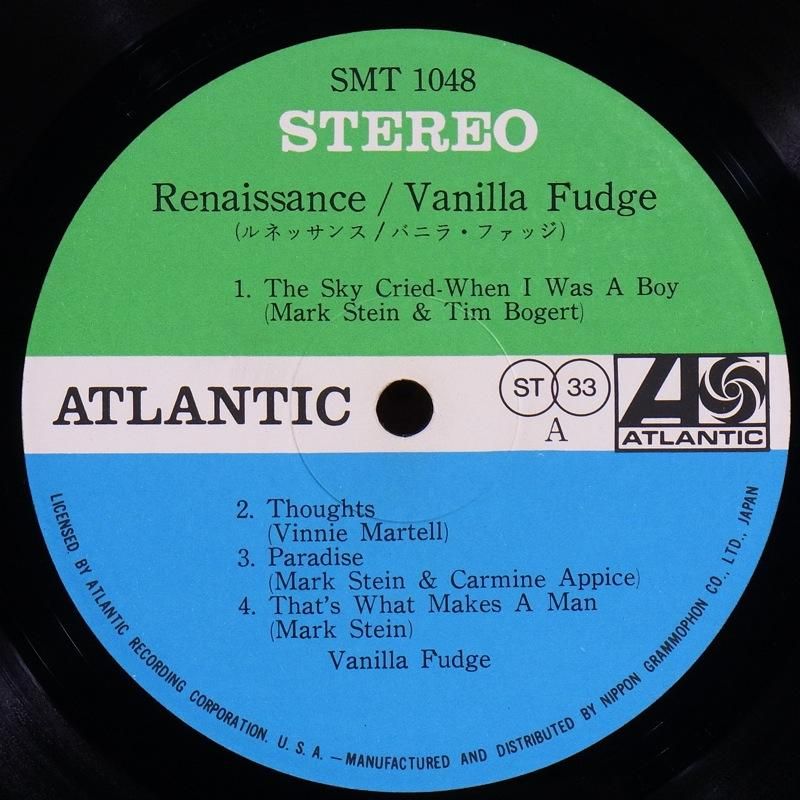 SMT 1048
STEREO
Renaissance / Vanilla Fudge
(ルネッサンス / バニラ・ファッジ)
1. The Sky Cried-When I Was A Boy
(Mark Stein & Tim Bogert)
ATLANTIC
ST 33
A
ATLANTIC
2. Thoughts
(Vinnie Martell)
3. Paradise
(Mark Stein & Carmine Appice)
4. That's What Makes A Man
(Mark Stein)
Vanilla Fudge
LICENSED BY ATLANTIC RECORDING CORPORATION. U. S. A. — MANUFACTURED AND DISTRIBUTED BY NIPPON GRAMMOPHON CO., LTD., JAPAN